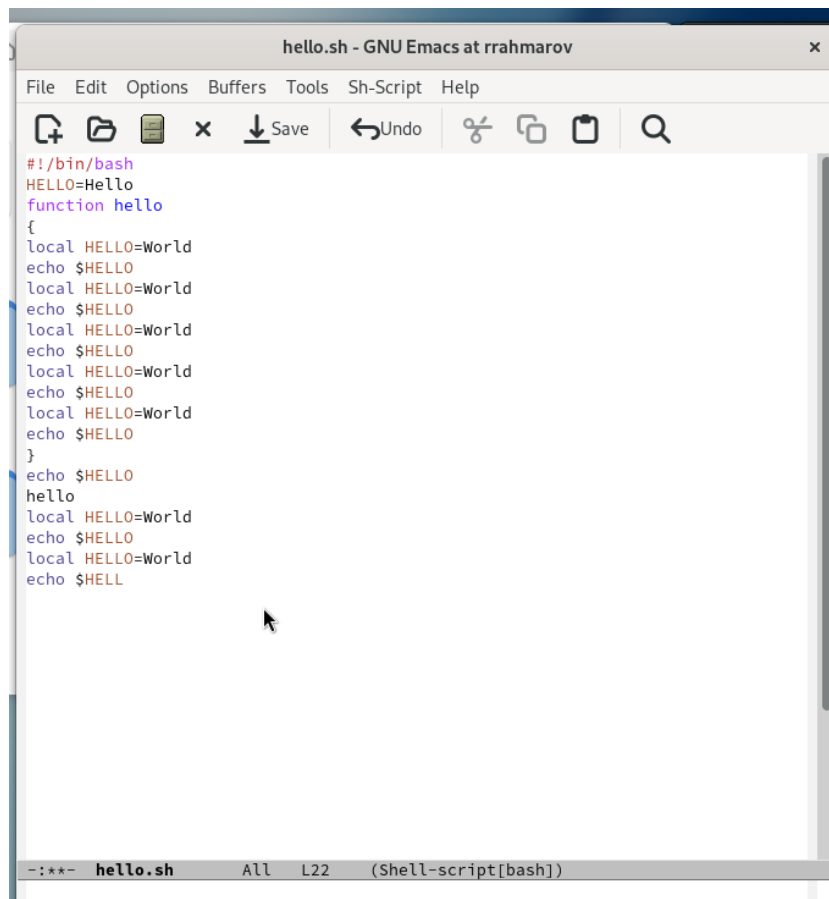 hello.sh - GNU Emacs at rrahmarov
File Edit Options Buffers Tools Sh-Script Help
Save Undo
#!/bin/bash
HELLO=Hello
function hello
{
local HELLO=World
echo $HELLO
local HELLO=World
echo $HELLO
local HELLO=World
echo $HELLO
local HELLO=World
echo $HELLO
local HELLO=World
echo $HELLO
}
echo $HELLO
hello
local HELLO=World
echo $HELLO
local HELLO=World
echo $HELL
-:**- hello.sh All L22 (Shell-script[bash])